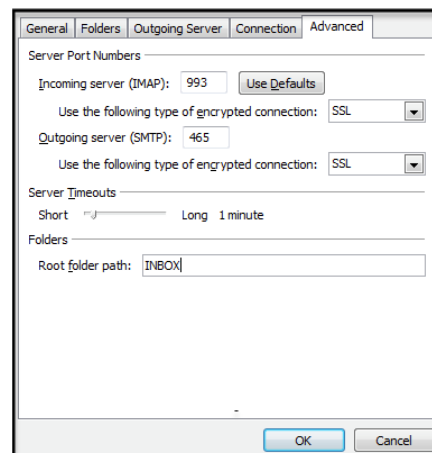 General Folders Outgoing Server Connection Advanced
Server Port Numbers
Incoming server (IMAP): 993 Use Defaults
Use the following type of encrypted connection: SSL
Outgoing server (SMTP): 465
Use the following type of encrypted connection: SSL
Server Timeouts
Short Long 1 minute
Folders
Root folder path: INBOX
-
OK Cancel